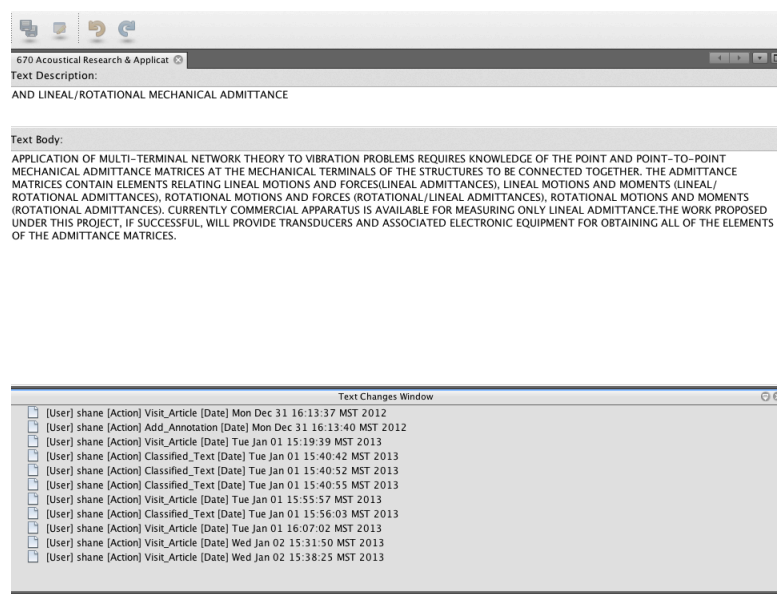 670 Acoustical Research & Applicat
Text Description:
AND LINEAL/ROTATIONAL MECHANICAL ADMITTANCE
Text Body:
APPLICATION OF MULTI-TERMINAL NETWORK THEORY TO VIBRATION PROBLEMS REQUIRES KNOWLEDGE OF THE POINT AND POINT-TO-POINT
MECHANICAL ADMITTANCE MATRICES AT THE MECHANICAL TERMINALS OF THE STRUCTURES TO BE CONNECTED TOGETHER. THE ADMITTANCE
MATRICES CONTAIN ELEMENTS RELATING LINEAL MOTIONS AND FORCES(LINEAL ADMITTANCES), LINEAL MOTIONS AND MOMENTS (LINEAL/
ROTATIONAL ADMITTANCES), ROTATIONAL MOTIONS AND FORCES (ROTATIONAL/LINEAL ADMITTANCES), ROTATIONAL MOTIONS AND MOMENTS
(ROTATIONAL ADMITTANCES). CURRENTLY COMMERCIAL APPARATUS IS AVAILABLE FOR MEASURING ONLY LINEAL ADMITTANCE.THE WORK PROPOSED
UNDER THIS PROJECT, IF SUCCESSFUL, WILL PROVIDE TRANSDUCERS AND ASSOCIATED ELECTRONIC EQUIPMENT FOR OBTAINING ALL OF THE ELEMENTS
OF THE ADMITTANCE MATRICES.
Text Changes Window
[User] shane [Action] Visit_Article [Date] Mon Dec 31 16:13:37 MST 2012
[User] shane [Action] Add_Annotation [Date] Mon Dec 31 16:13:40 MST 2012
[User] shane [Action] Visit_Article [Date] Tue Jan 01 15:19:39 MST 2013
[User] shane [Action] Classified_Text [Date] Tue Jan 01 15:40:42 MST 2013
[User] shane [Action] Classified_Text [Date] Tue Jan 01 15:40:52 MST 2013
[User] shane [Action] Classified_Text [Date] Tue Jan 01 15:40:55 MST 2013
[User] shane [Action] Visit_Article [Date] Tue Jan 01 15:55:57 MST 2013
[User] shane [Action] Classified_Text [Date] Tue Jan 01 15:56:03 MST 2013
[User] shane [Action] Visit_Article [Date] Tue Jan 01 16:07:02 MST 2013
[User] shane [Action] Visit_Article [Date] Wed Jan 02 15:31:50 MST 2013
[User] shane [Action] Visit_Article [Date] Wed Jan 02 15:38:25 MST 2013